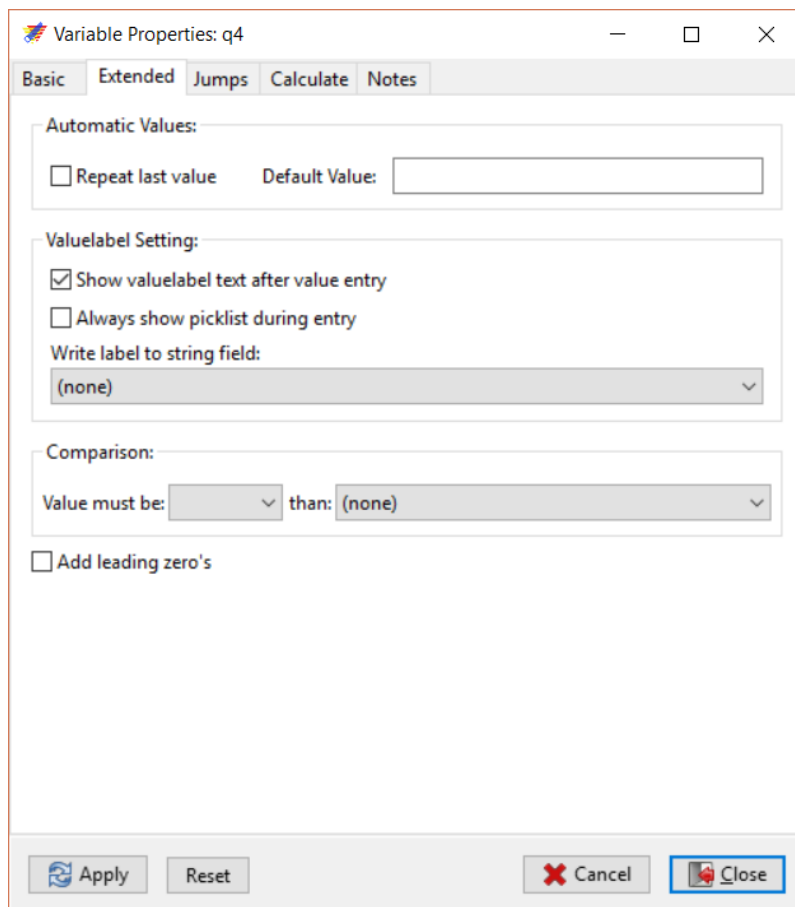 Variable Properties: q4
Basic Extended Jumps Calculate Notes
Automatic Values:
Repeat last value Default Value:
Valuelabel Setting:
Show valuelabel text after value entry
Always show picklist during entry
Write label to string field:
(none)
Comparison:
Value must be: than: (none)
Add leading zero's
Apply Reset Cancel Close